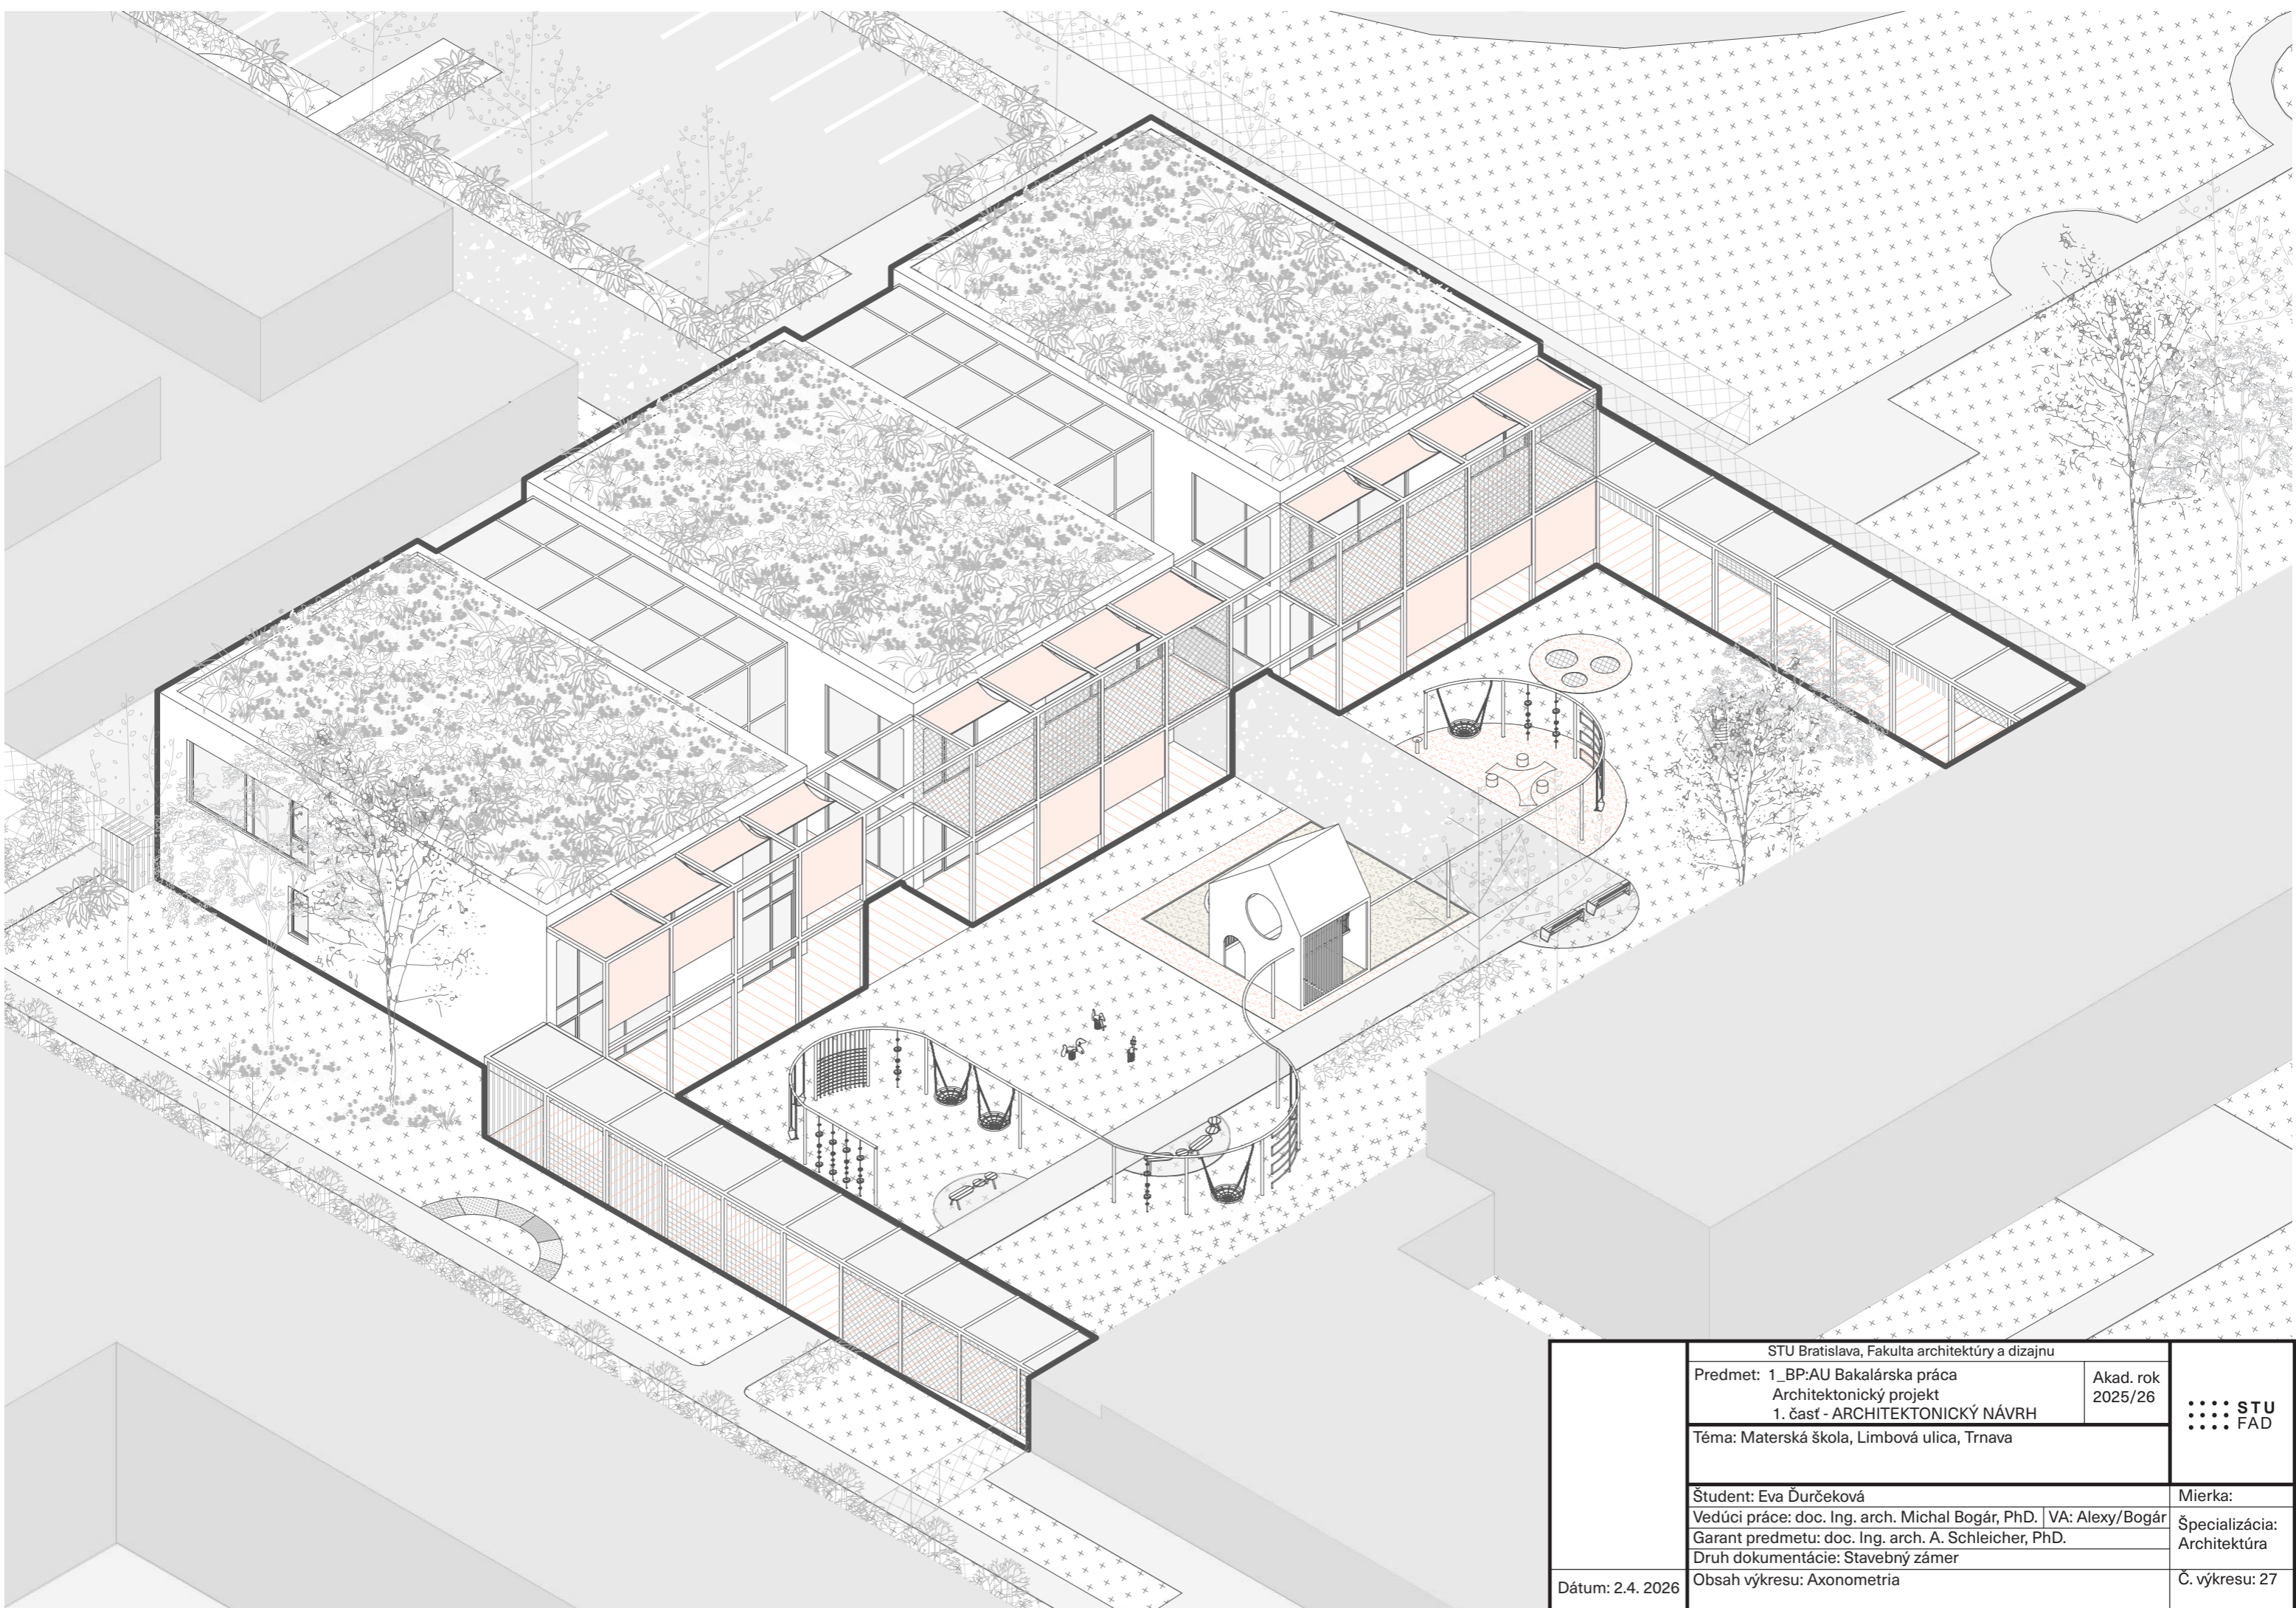 STU Bratislava, Fakulta architektúry a dizajnu
Predmet: 1_BP:AU Bakalárska práca
Architektonický projekt
1. časť - ARCHITEKTONICKÝ NÁVRH
Akad. rok
2025/26
STU
FAD
Téma: Materská škola, Limbová ulica, Trnava
Študent: Eva Ďurčeková
Mierka:
Vedúci práce: doc. Ing. arch. Michal Bogár, PhD. VA: Alexy/Bogár
Garant predmetu: doc. Ing. arch. A. Schleicher, PhD.
Špecializácia:
Architektúra
Druh dokumentácie: Stavebný zámer
Dátum: 2.4. 2026
Obsah výkresu: Axonometria
Č. výkresu: 27